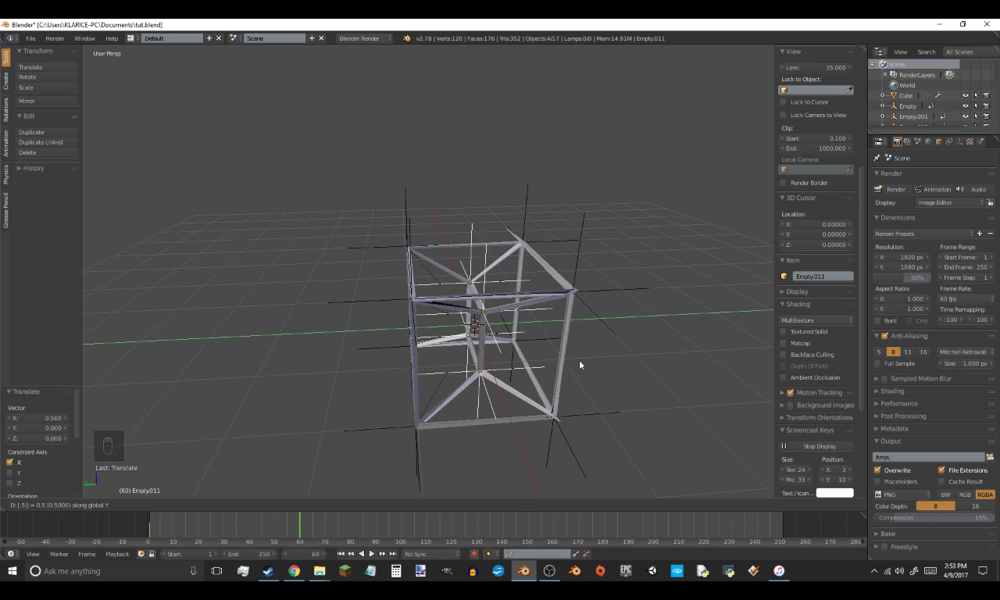 Blender* [C:\Users\KLARICE-PC\Documents\tut.blend]
File Render Window Help Default Scene Blender Render v2.78 | Verts:120 | Faces:176 | Tris:352 | Objects:4/17 | Lamps:0/0 | Mem:14.91M | Empty.011
Tools
Create
Relations
Animation
Physics
Grease Pencil
Transform
Translate
Rotate
Scale
Mirror
Edit
Duplicate
Duplicate Linked
Delete
History
Translate
Vector
X: 0.500
Y: 0.000
Z: 0.000
Constraint Axis
X
Y
Z
Orientation
User Persp
Last: Translate
(60) Empty.011
D: [.5|] = 0.5 (0.5000) along global Y
View
Lens: 35.000
Lock to Object:
Lock to Cursor
Lock Camera to View
Clip:
Start: 0.100
End: 1000.000
Local Camera:
Render Border
3D Cursor
Location:
X: 0.00000
Y: 0.00000
Z: 0.00000
Item
Empty.011
Display
Shading
Multitexture
Textured Solid
Matcap
Backface Culling
Depth Of Field
Ambient Occlusion
Motion Tracking
Background Images
Transform Orientations
Screencast Keys
Stop Display
Size: Position:
Tex: 24 X: 3
Mo: 33 Y: 10
Text / Icon ...
View Search All Scenes
Scene
RenderLayers
World
Cube
Empty
Empty.001
Scene
Render
Render Animation Audio
Display: Image Editor
Dimensions
Render Presets
Resolution: Frame Range:
X: 1920 px Start Frame: 1
Y: 1080 px End Frame: 250
50% Frame Step: 1
Aspect Ratio: Frame Rate:
X: 1.000 60 fps
Y: 1.000 Time Remapping:
Bord Crop :100 : 100
Anti-Aliasing
5 8 11 16 Mitchell-Netravali
Full Sample Size: 1.000 px
Sampled Motion Blur
Shading
Performance
Post Processing
Metadata
Output
/tmp\
Overwrite File Extensions
Placeholders Cache Result
PNG BW RGB RGBA
Color Depth: 8 16
Compression: 15%
Bake
Freestyle
-50 -40 -30 -20 -10 0 10 20 30 40 50 60 70 80 90 100 110 120 130 140 150 160 170 180 190 200 210 220 230 240 250 260 270 280
View Marker Frame Playback Start: 1 End: 250 60 No Sync
Ask me anything
EPIC
2:53 PM
4/9/2017